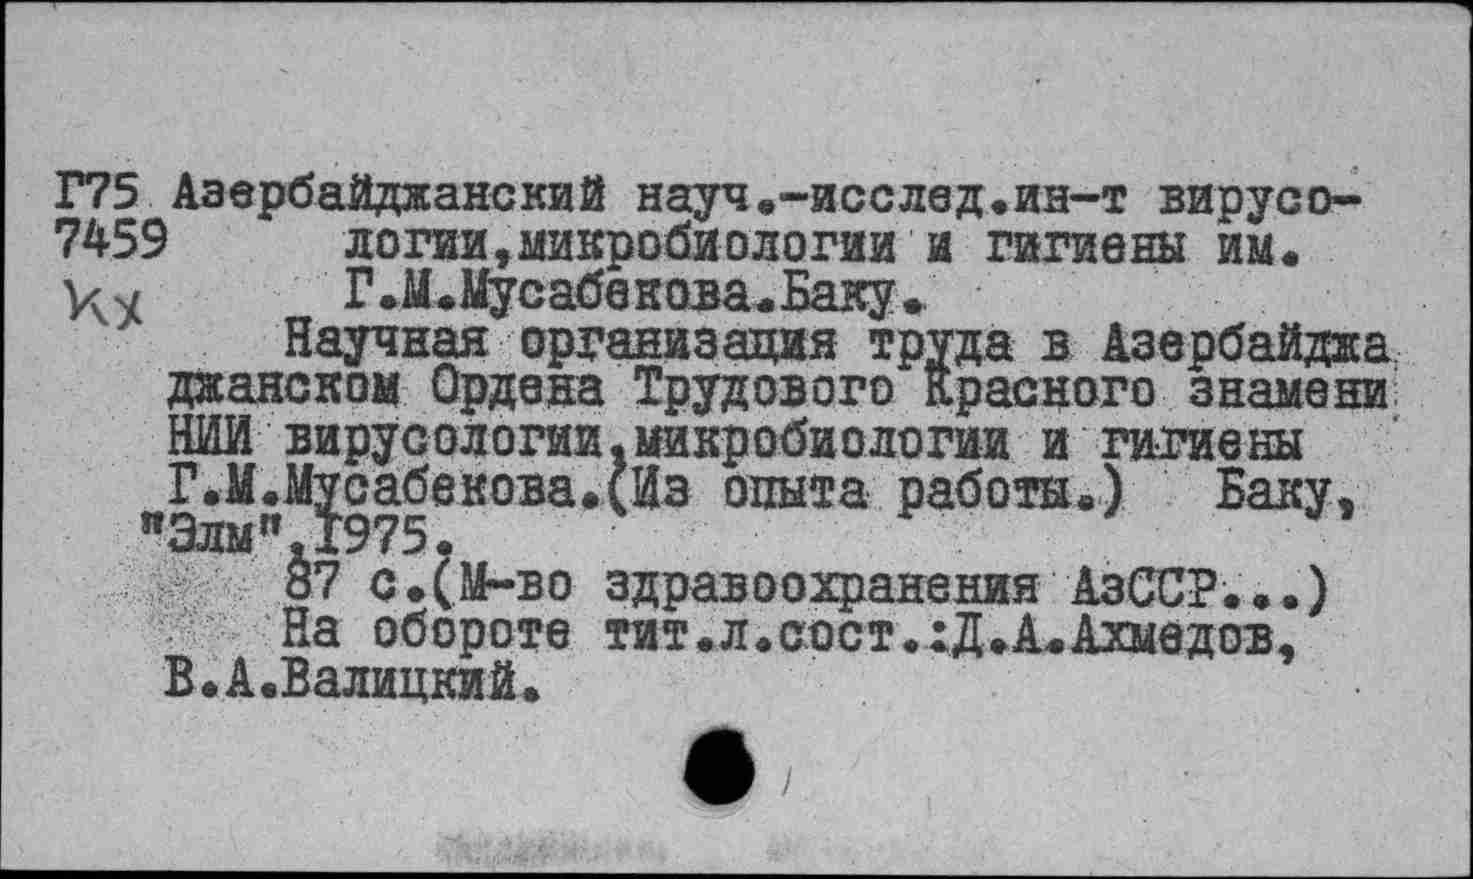 Г75 Азербайджанский науч.-исслед.ин-т вирусо-
7459 логии,микробиологии и гигиены им.
Кх Г.М.Мусабекова.Баку.
Научная организация труда в Азербайджа
джанском Ордена Трудового Красного знамени
НИИ вирусологии,микробиологии и гигиены
Г.М.Мусабекова.(Из опыта работы.) Баку,
"Элм",1975.
87 с.(М-во здравоохранения АзССР...)
На обороте тит.л.сост.:Д.А.Ахмедов,
В.А.Валицкий.